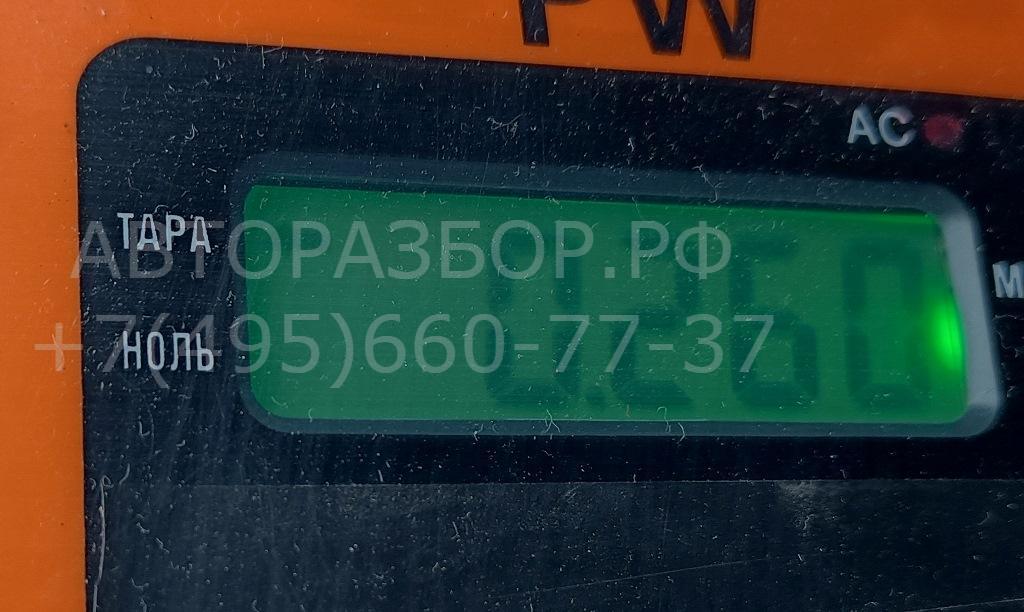 PW
AC
ТАРА
НОЛЬ
0.260
М
АВТОРАЗБОР.РФ
+7(495)660-77-37